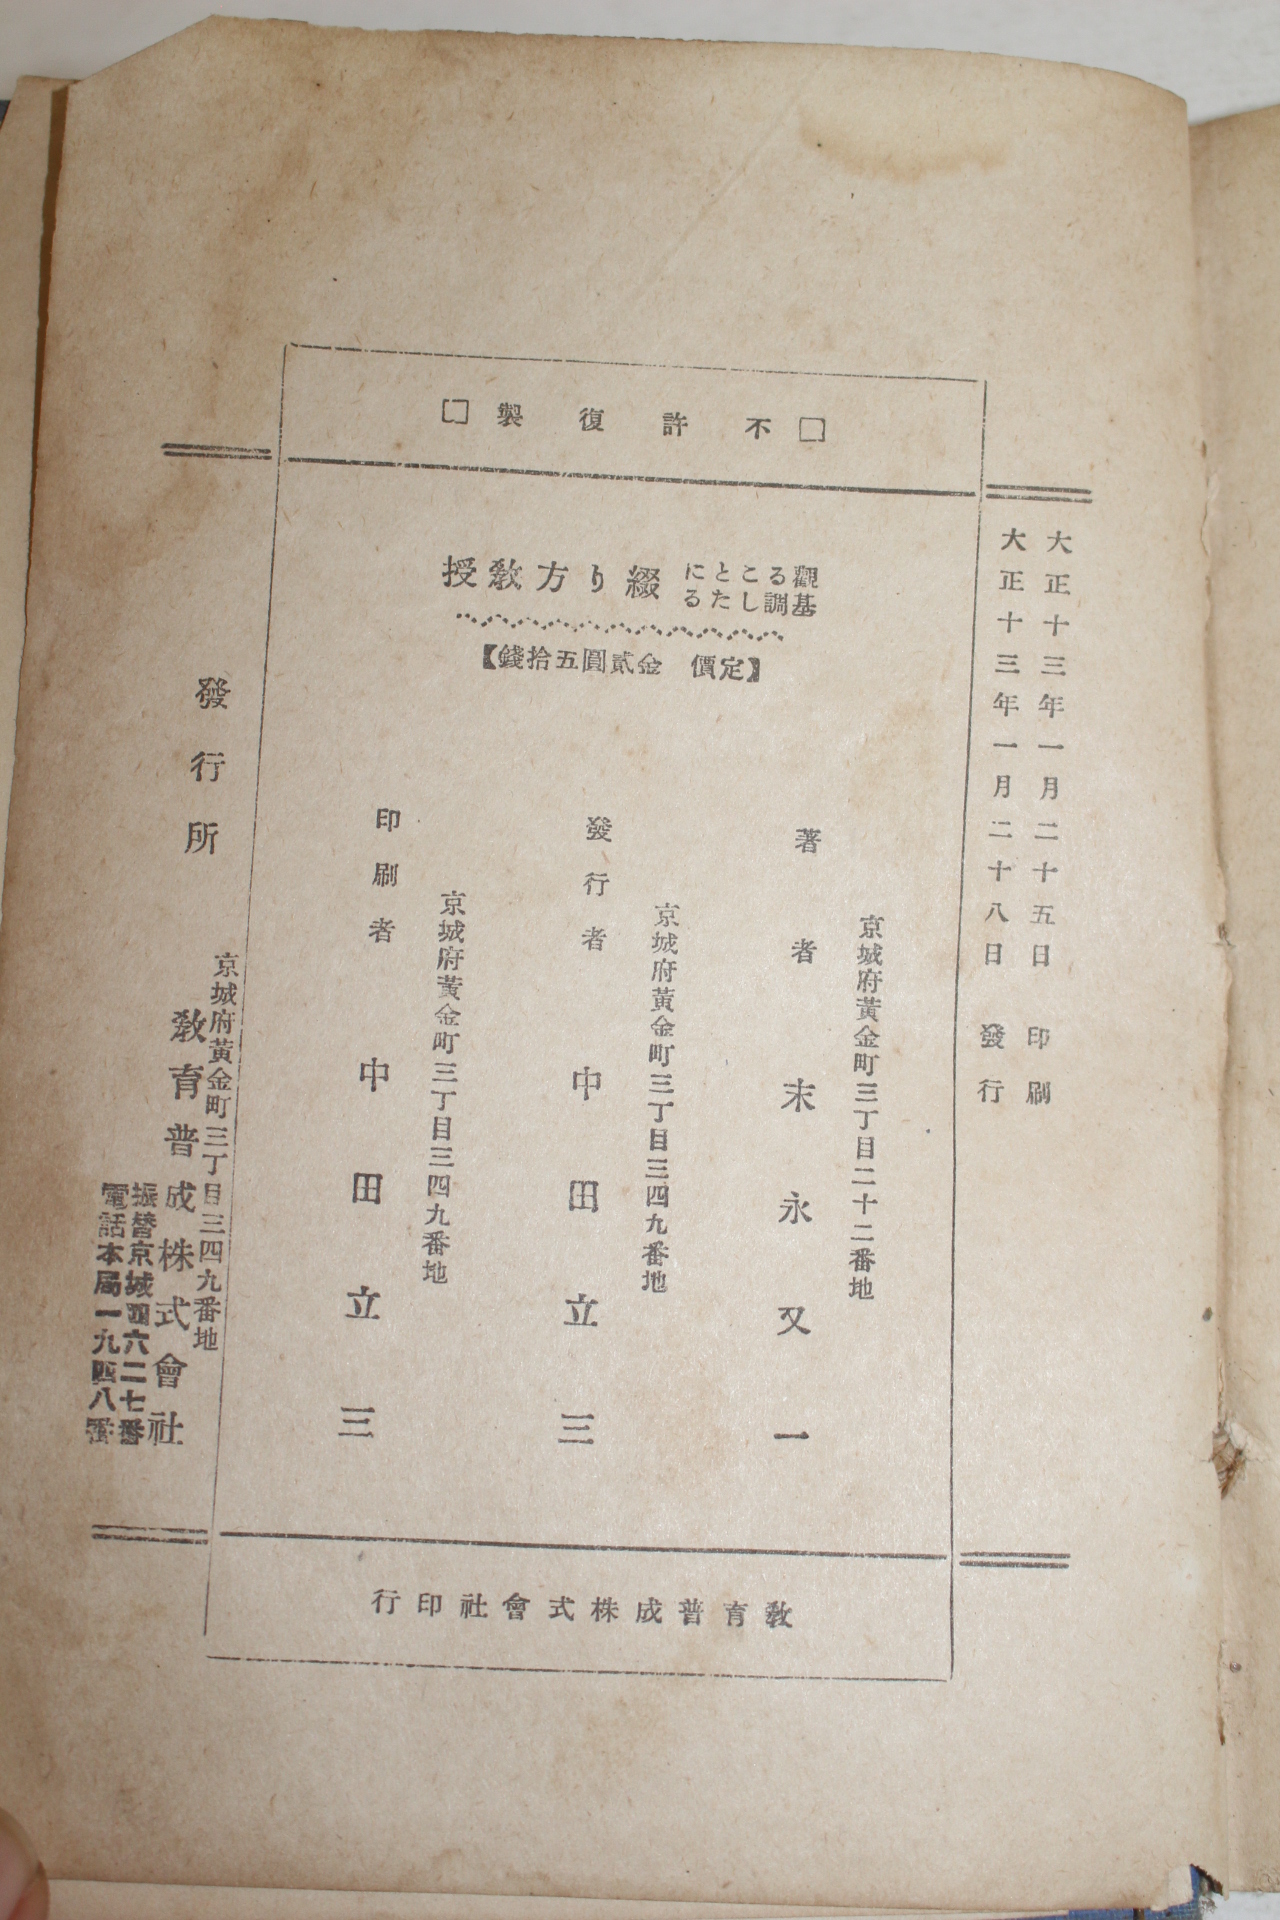 大正十三年一月二十五日　印刷
大正十三年一月二十八日　發行
□不許復製□
觀ることに
基調したる
綴り方敎授
【定價　金貳圓五拾錢】
京城府黃金町三丁目二十二番地
著者　末永又一
京城府黃金町三丁目三四九番地
發行者　中田立三
京城府黃金町三丁目三四九番地
印刷者　中田立三
敎育普成株式會社印行
京城府黃金町三丁目三四九番地
發行所　敎育普成株式會社
振替京城四六二七番
電話本局一九四八番